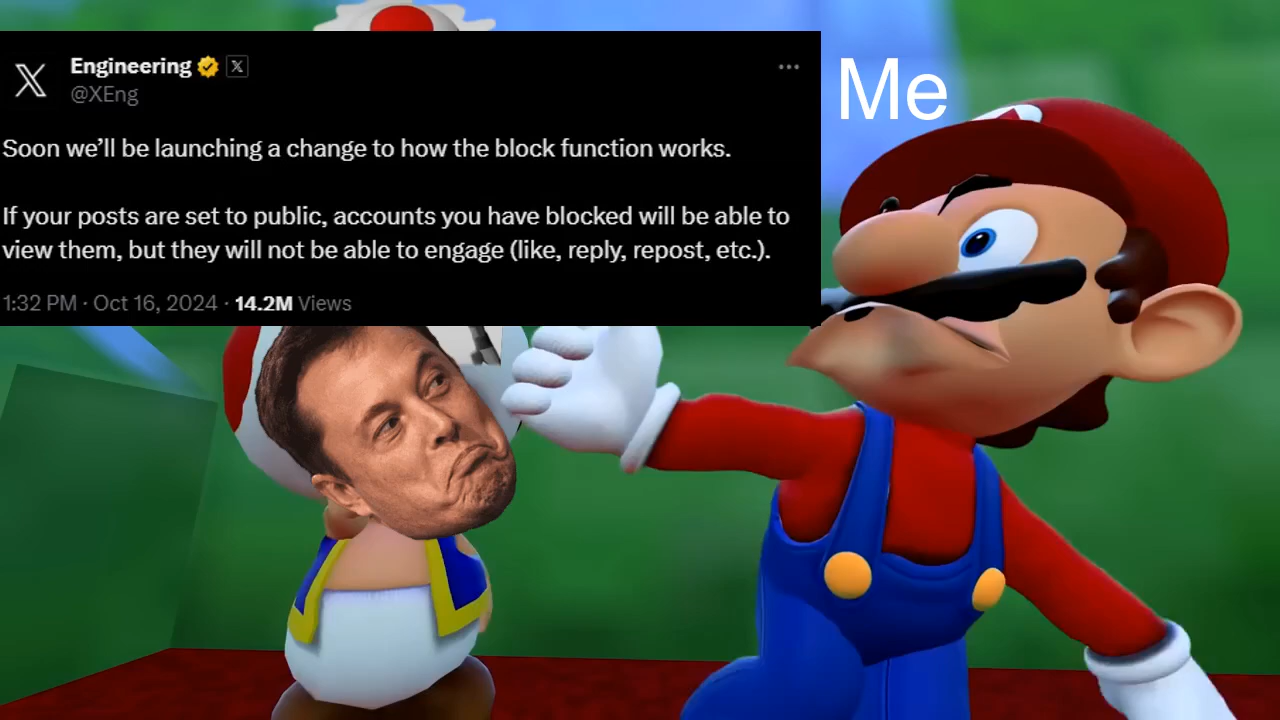 Engineering
@XEng
Soon we'll be launching a change to how the block function works.
If your posts are set to public, accounts you have blocked will be able to
view them, but they will not be able to engage (like, reply, repost, etc.).
1:32 PM · Oct 16, 2024 · 14.2M Views
Me